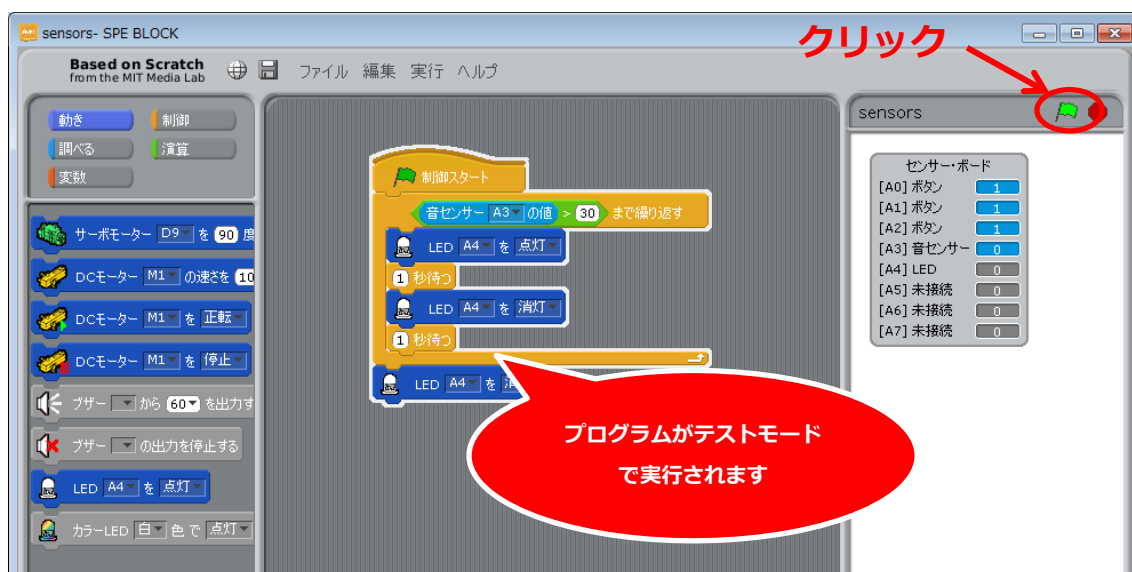 sensors- SPE BLOCK
クリック
Based on Scratch
from the MIT Media Lab
ファイル 編集 実行 ヘルプ
動き 制御
調べる 演算
変数
サーボモーター D9 を 90 度
DCモーター M1 の速さを 10
DCモーター M1 を 正転
DCモーター M1 を 停止
ブザー から 60 を出力す
ブザー の出力を停止する
LED A4 を 点灯
カラーLED 白 色 で 点灯
制御スタート
音センサー A3 の値 > 30 まで繰り返す
LED A4 を 点灯
1 秒待つ
LED A4 を 消灯
1 秒待つ
LED A4 を 消
プログラムがテストモード
で実行されます
sensors
センサー・ボード
[A0] ボタン 1
[A1] ボタン 1
[A2] ボタン 1
[A3] 音センサー 0
[A4] LED 0
[A5] 未接続 0
[A6] 未接続 0
[A7] 未接続 0